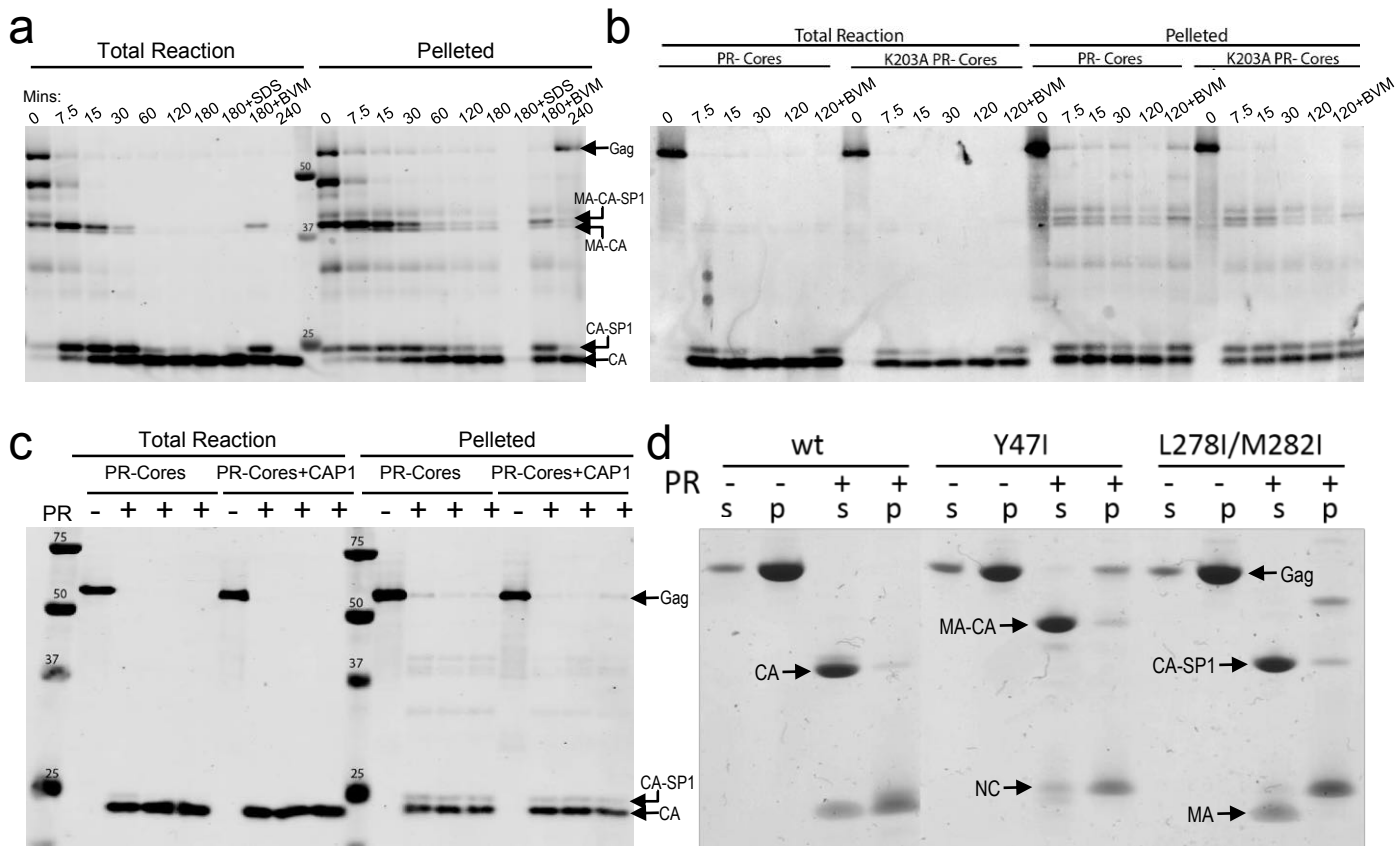 a
Total Reaction Pelleted
Mins: 0 7.5 15 30 60 120 180 180+SDS 180+BVM 240 0 7.5 15 30 60 120 180 180+SDS 180+BVM 240
Gag
50
MA-CA-SP1
37
MA-CA
25
CA-SP1
CA
b
Total Reaction Pelleted
PR- Cores K203A PR- Cores PR- Cores K203A PR- Cores
0 7.5 15 30 120 120+BVM 0 7.5 15 30 120 120+BVM 0 7.5 15 30 120 120+BVM 0 7.5 15 30 120 120+BVM
c
Total Reaction Pelleted
PR-Cores PR-Cores+CAP1 PR-Cores PR-Cores+CAP1
PR - + + + - + + + - + + + - + + +
75 75
50 50
Gag
37 37
25 25
CA-SP1
CA
d
wt Y47I L278I/M282I
PR - - + + - - + + - - + +
s p s p s p s p s p s p
Gag
MA-CA
CA CA-SP1
NC
MA